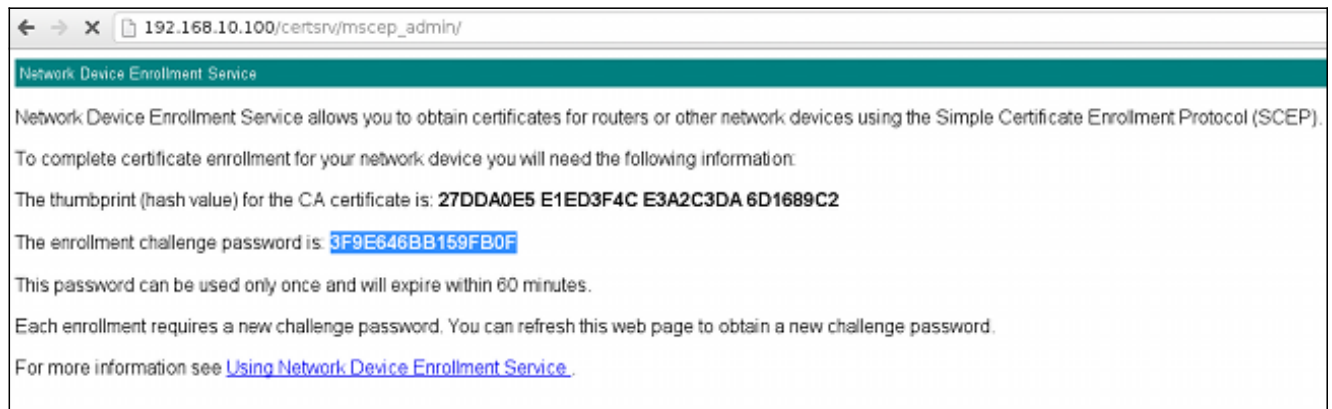 192.168.10.100/certsrv/mscep_admin/
Network Device Enrollment Service
Network Device Enrollment Service allows you to obtain certificates for routers or other network devices using the Simple Certificate Enrollment Protocol (SCEP).
To complete certificate enrollment for your network device you will need the following information:
The thumbprint (hash value) for the CA certificate is: 27DDA0E5 E1ED3F4C E3A2C3DA 6D1689C2
The enrollment challenge password is: 3F9E646BB159FB0F
This password can be used only once and will expire within 60 minutes.
Each enrollment requires a new challenge password. You can refresh this web page to obtain a new challenge password.
For more information see Using Network Device Enrollment Service .